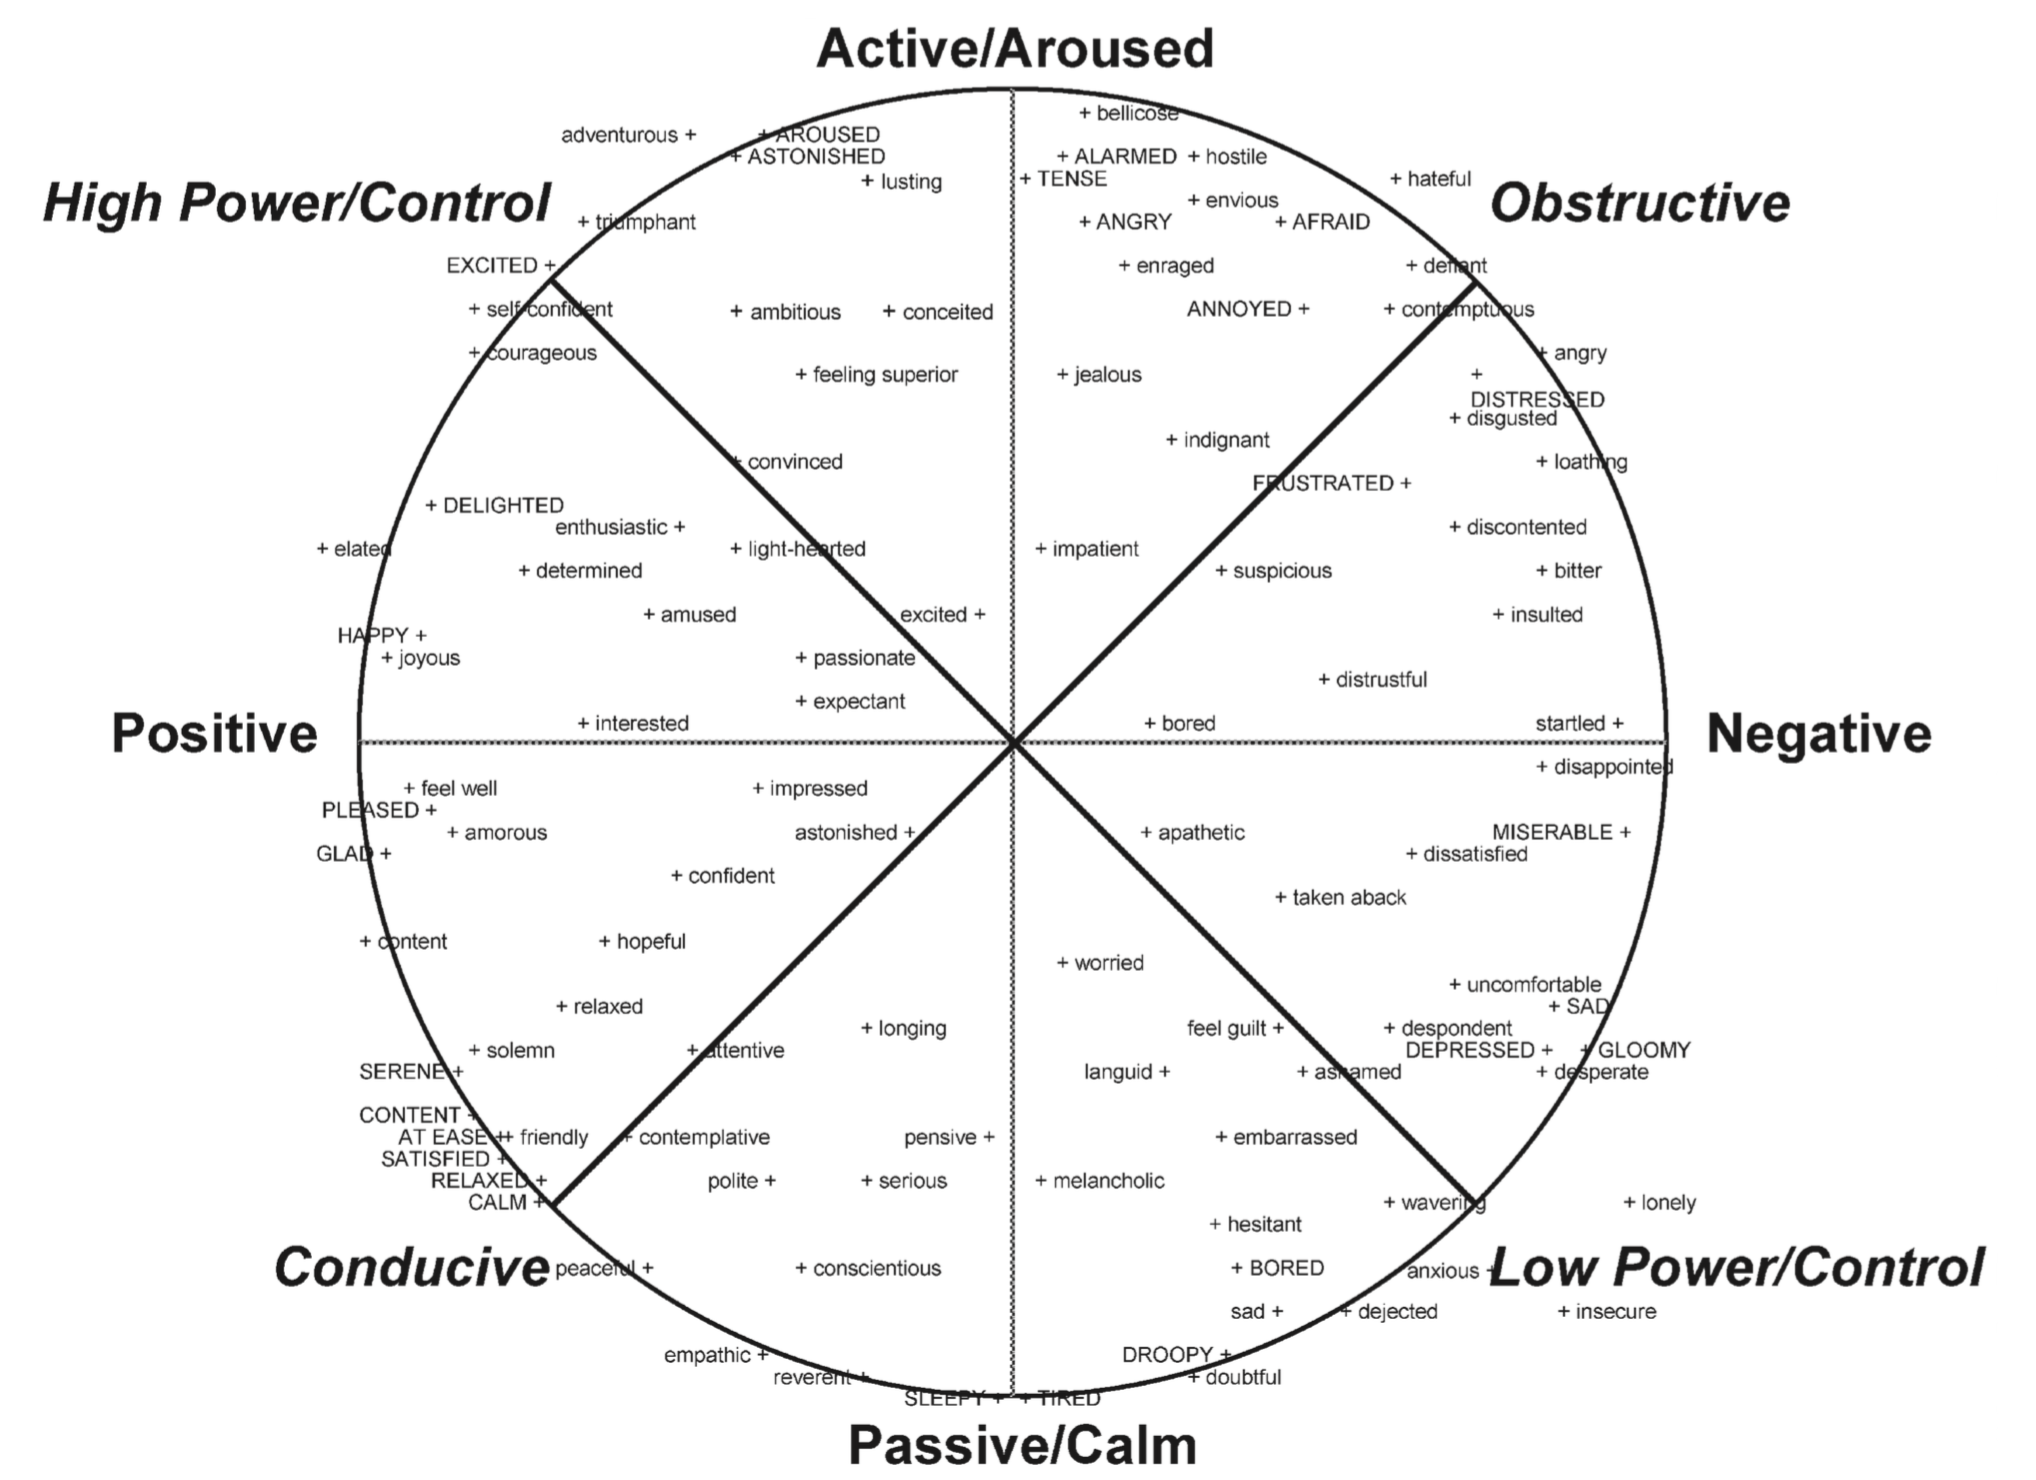 Active/Aroused
+ bellicose
adventurous +
+ AROUSED
+ ASTONISHED
+ ALARMED
+ hostile
+ lusting
+ TENSE
+ hateful
High Power/Control
Obstructive
+ envious
+ triumphant
+ ANGRY
+ AFRAID
EXCITED +
+ enraged
+ defiant
+ self-confident
+ ambitious
+ conceited
ANNOYED +
+ contemptuous
+ courageous
+ angry
+ feeling superior
+ jealous
+
DISTRESSED
+ disgusted
+ indignant
+ convinced
+ loathing
FRUSTRATED +
+ DELIGHTED
enthusiastic +
+ discontented
+ elated
+ light-hearted
+ impatient
+ determined
+ suspicious
+ bitter
+ amused
excited +
+ insulted
HAPPY +
+ joyous
+ passionate
+ distrustful
+ expectant
+ interested
+ bored
startled +
Positive
Negative
+ disappointed
+ feel well
+ impressed
PLEASED +
+ amorous
astonished +
+ apathetic
MISERABLE +
GLAD +
+ dissatisfied
+ confident
+ taken aback
+ content
+ hopeful
+ worried
+ uncomfortable
+ relaxed
+ SAD
+ longing
feel guilt +
+ despondent
+ solemn
+ attentive
DEPRESSED +
+ GLOOMY
SERENE +
languid +
+ ashamed
+ desperate
CONTENT +
AT EASE +
+ friendly
+ contemplative
pensive +
+ embarrassed
SATISFIED +
RELAXED +
polite +
+ serious
+ melancholic
CALM +
+ wavering
+ lonely
+ hesitant
Conducive
peaceful +
+ conscientious
+ BORED
anxious +
Low Power/Control
sad +
+ dejected
+ insecure
empathic +
DROOPY +
reverent +
+ doubtful
SLEEPY +
+ TIRED
Passive/Calm